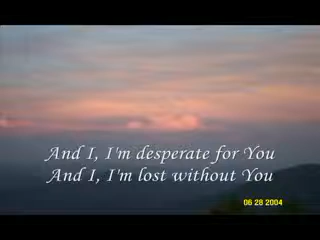 And I, I'm desperate for You
And I, I'm lost without You
06 28 2004